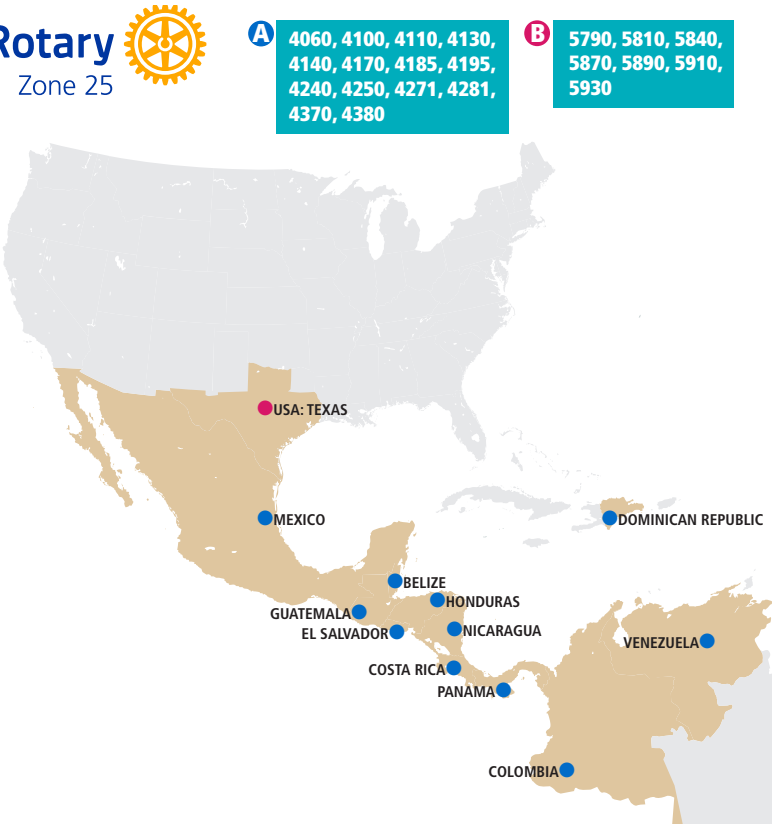 Rotary
Zone 25
A
4060, 4100, 4110, 4130,
4140, 4170, 4185, 4195,
4240, 4250, 4271, 4281,
4370, 4380
B
5790, 5810, 5840,
5870, 5890, 5910,
5930
USA: TEXAS
MEXICO
DOMINICAN REPUBLIC
BELIZE
HONDURAS
GUATEMALA
EL SALVADOR
NICARAGUA
VENEZUELA
COSTA RICA
PANAMA
COLOMBIA